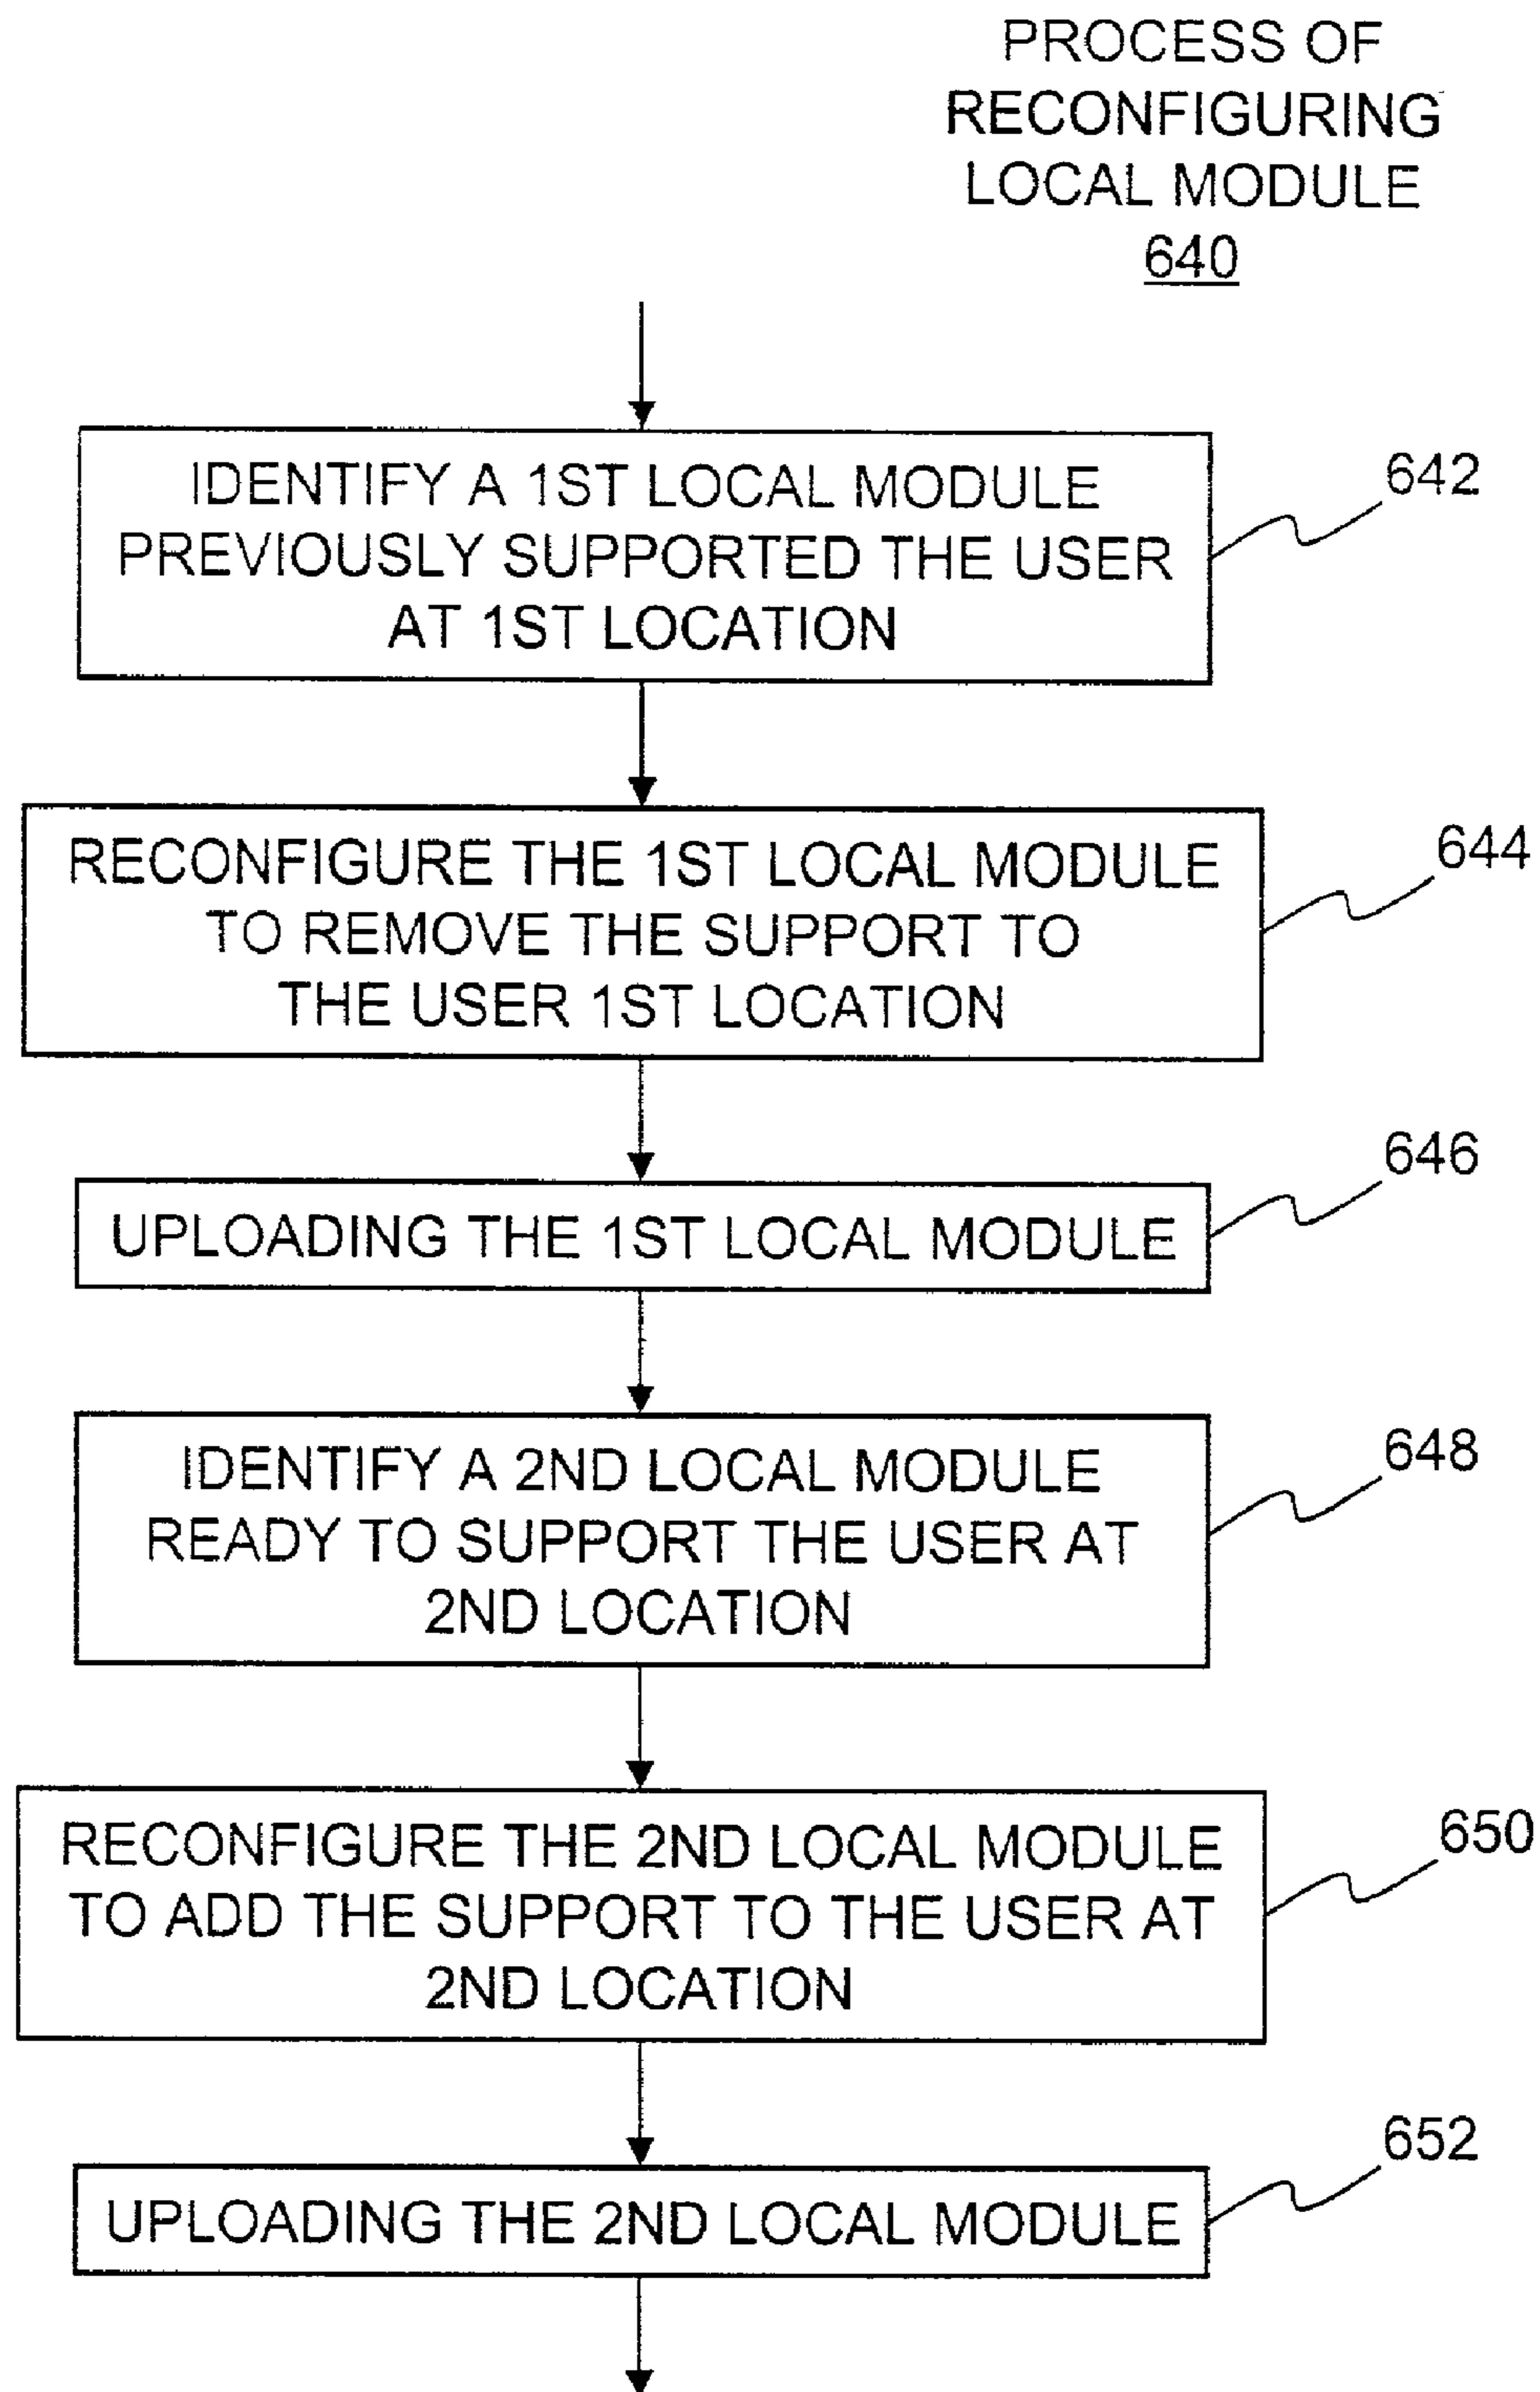 PROCESS OF
RECONFIGURING
LOCAL MODULE
640
IDENTIFY A 1ST LOCAL MODULE
PREVIOUSLY SUPPORTED THE USER
AT 1ST LOCATION
642
RECONFIGURE THE 1ST LOCAL MODULE
TO REMOVE THE SUPPORT TO
THE USER 1ST LOCATION
644
UPLOADING THE 1ST LOCAL MODULE
646
IDENTIFY A 2ND LOCAL MODULE
READY TO SUPPORT THE USER AT
2ND LOCATION
648
RECONFIGURE THE 2ND LOCAL MODULE
TO ADD THE SUPPORT TO THE USER AT
2ND LOCATION
650
UPLOADING THE 2ND LOCAL MODULE
652